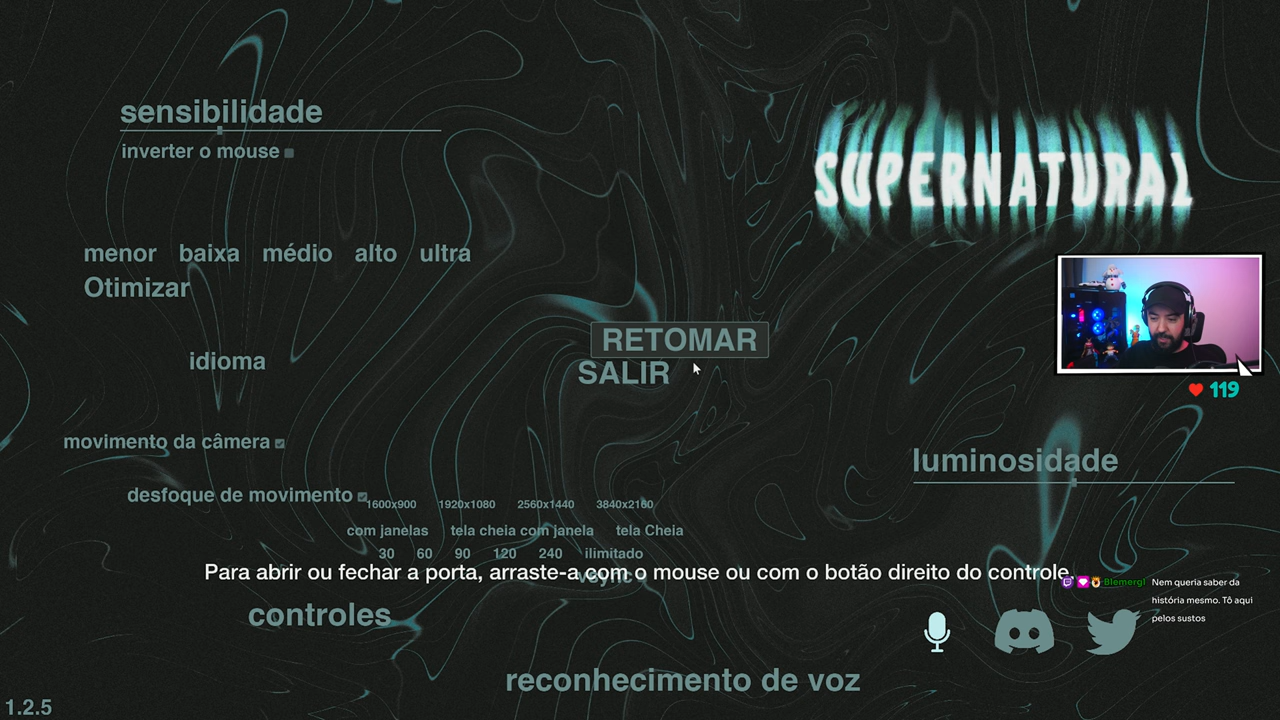 sensibilidade
inverter o mouse
SUPERNATURAL
menor baixa médio alto ultra
Otimizar
RETOMAR
SALIR
idioma
119
movimento da câmera
luminosidade
desfoque de movimento
1600x900 1920x1080 2560x1440 3840x2160
com janelas tela cheia com janela tela Cheia
30 60 90 120 240 ilimitado
Para abrir ou fechar a porta, arraste-a com o mouse ou com o botão direito do controle.
Blemergl Nem queria saber da
história mesmo. Tô aqui
pelos sustos
controles
reconhecimento de voz
1.2.5